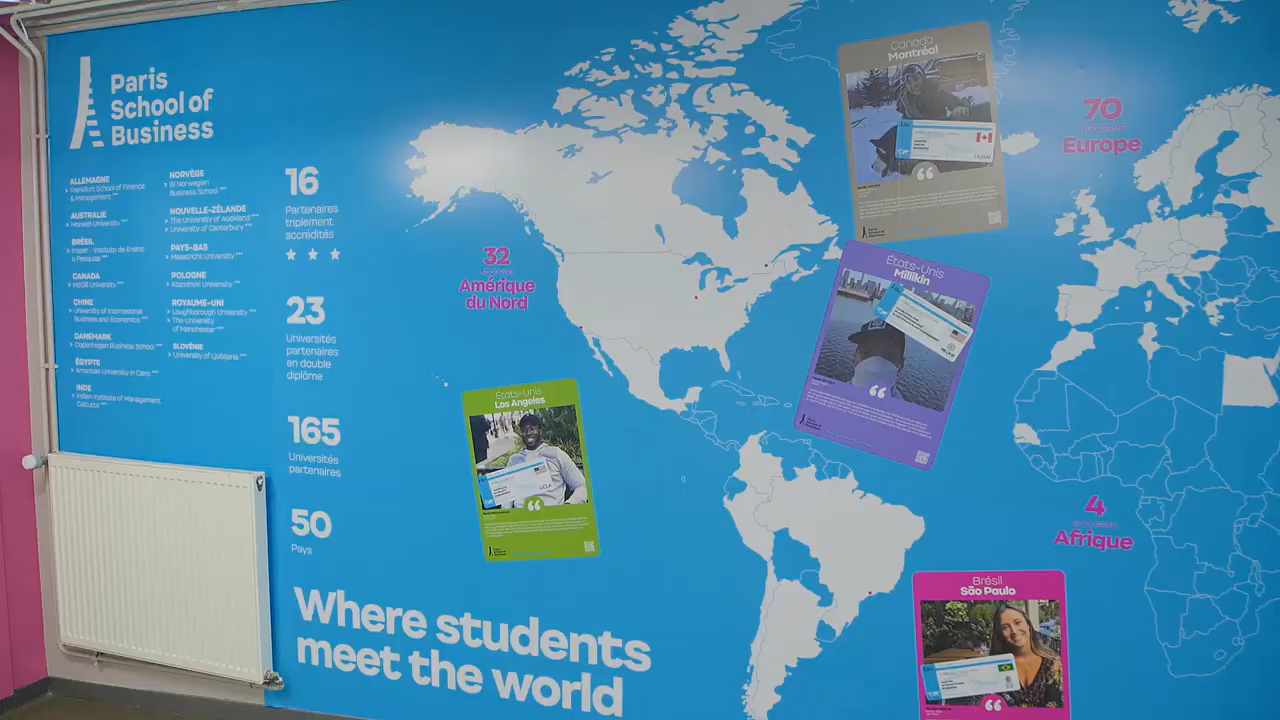 Paris
School of
Business
ALLEMAGNE
> Frankfurt School of Finance
& Management ***
AUSTRALIE
> Monash University ***
BRÉSIL
> Insper - Instituto de Ensino
e Pesquisa ***
CANADA
> McGill University ***
CHINE
> University of International
Business and Economics ***
DANEMARK
> Copenhagen Business School ***
ÉGYPTE
> American University in Cairo ***
INDE
> Indian Institute of Management
Calcutta ***
NORVÈGE
> BI Norwegian
Business School ***
NOUVELLE-ZÉLANDE
> The University of Auckland ***
> University of Canterbury ***
PAYS-BAS
> Maastricht University ***
POLOGNE
> Kozminski University ***
ROYAUME-UNI
> Loughborough University ***
> The University
of Manchester ***
SLOVÉNIE
> University of Ljubljana ***
16
Partenaires
triplement
accrédités
★ ★ ★
23
Universités
partenaires
en double
diplôme
165
Universités
partenaires
50
Pays
Where students
meet the world
32
Amérique
du Nord
70
Europe
4
Afrique
Canada
Montréal
UQAM
États-Unis
Millikin
États-Unis
Los Angeles
UCLA
Brésil
São Paulo